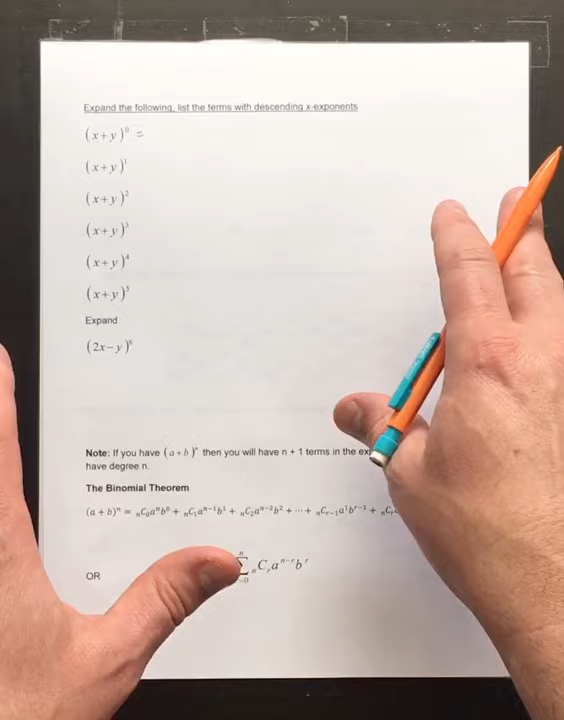 Expand the following, list the terms with descending x-exponents
(x+y)⁰ =
(x+y)¹
(x+y)²
(x+y)³
(x+y)⁴
(x+y)⁵
Expand
(2x−y)⁶
Note: If you have (a+b)ⁿ then you will have n + 1 terms in the
have degree n.
The Binomial Theorem
(a + b)ⁿ = ₙC₀aⁿb⁰ + ₙC₁aⁿ⁻¹b¹ + ₙC₂aⁿ⁻²b² + ⋯ + ₙCᵣ₋₁a¹bʳ⁻¹ +
OR
∑ ₙCᵣaⁿ⁻ʳbʳ